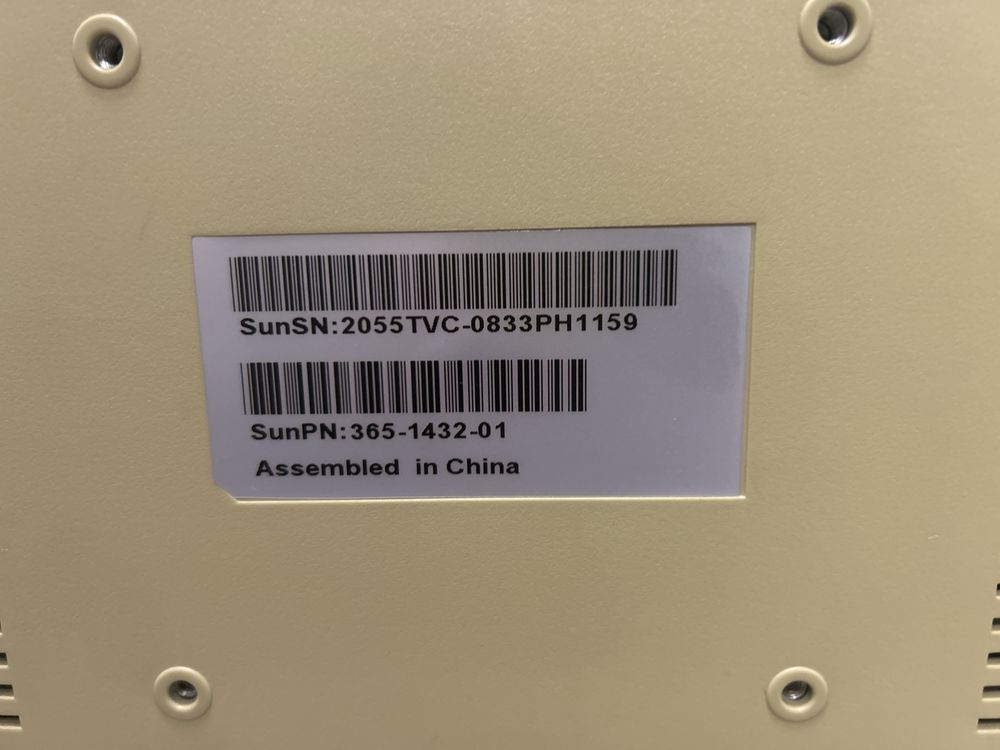 SunSN:2055TVC-0833PH1159
SunPN:365-1432-01
Assembled in China